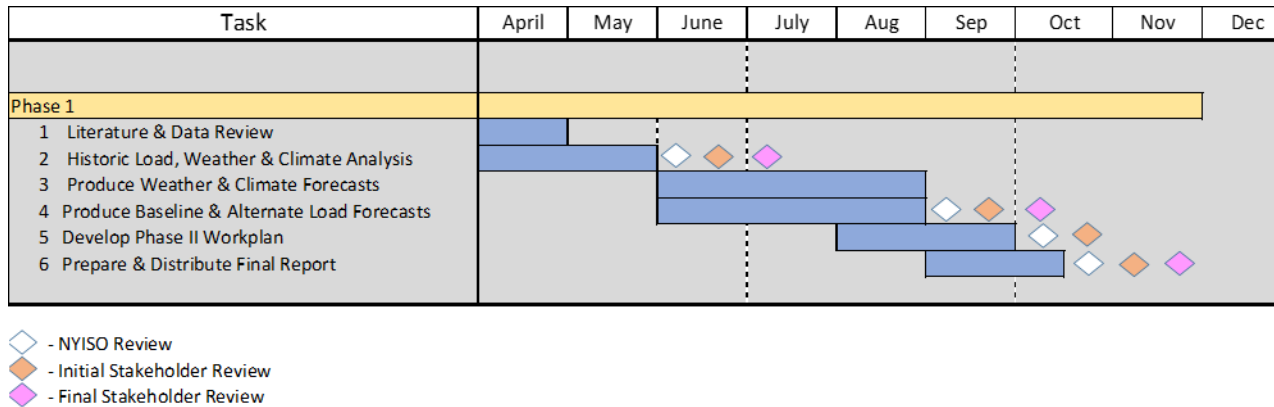 Task April May June July Aug Sep Oct Nov Dec
Phase 1
1 Literature & Data Review
2 Historic Load, Weather & Climate Analysis
3 Produce Weather & Climate Forecasts
4 Produce Baseline & Alternate Load Forecasts
5 Develop Phase II Workplan
6 Prepare & Distribute Final Report
- NYISO Review
- Initial Stakeholder Review
- Final Stakeholder Review